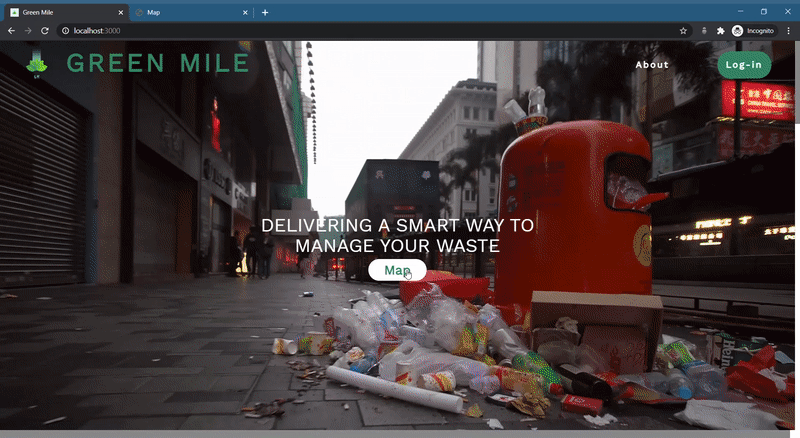 Green Mile
Map
localhost:3000
Incognito
GREEN MILE
About
Log-in
DELIVERING A SMART WAY TO
MANAGE YOUR WASTE
Map